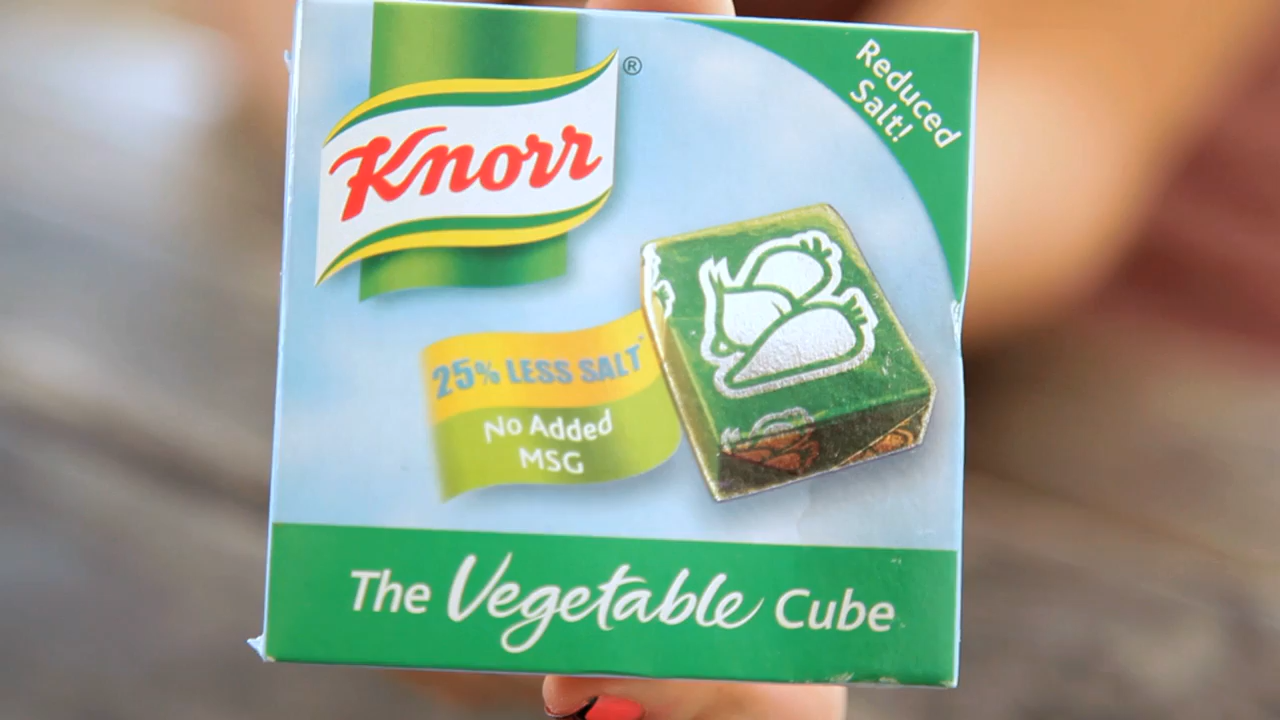 Knorr®
Reduced
Salt!
25% LESS SALT*
No Added
MSG
The Vegetable Cube